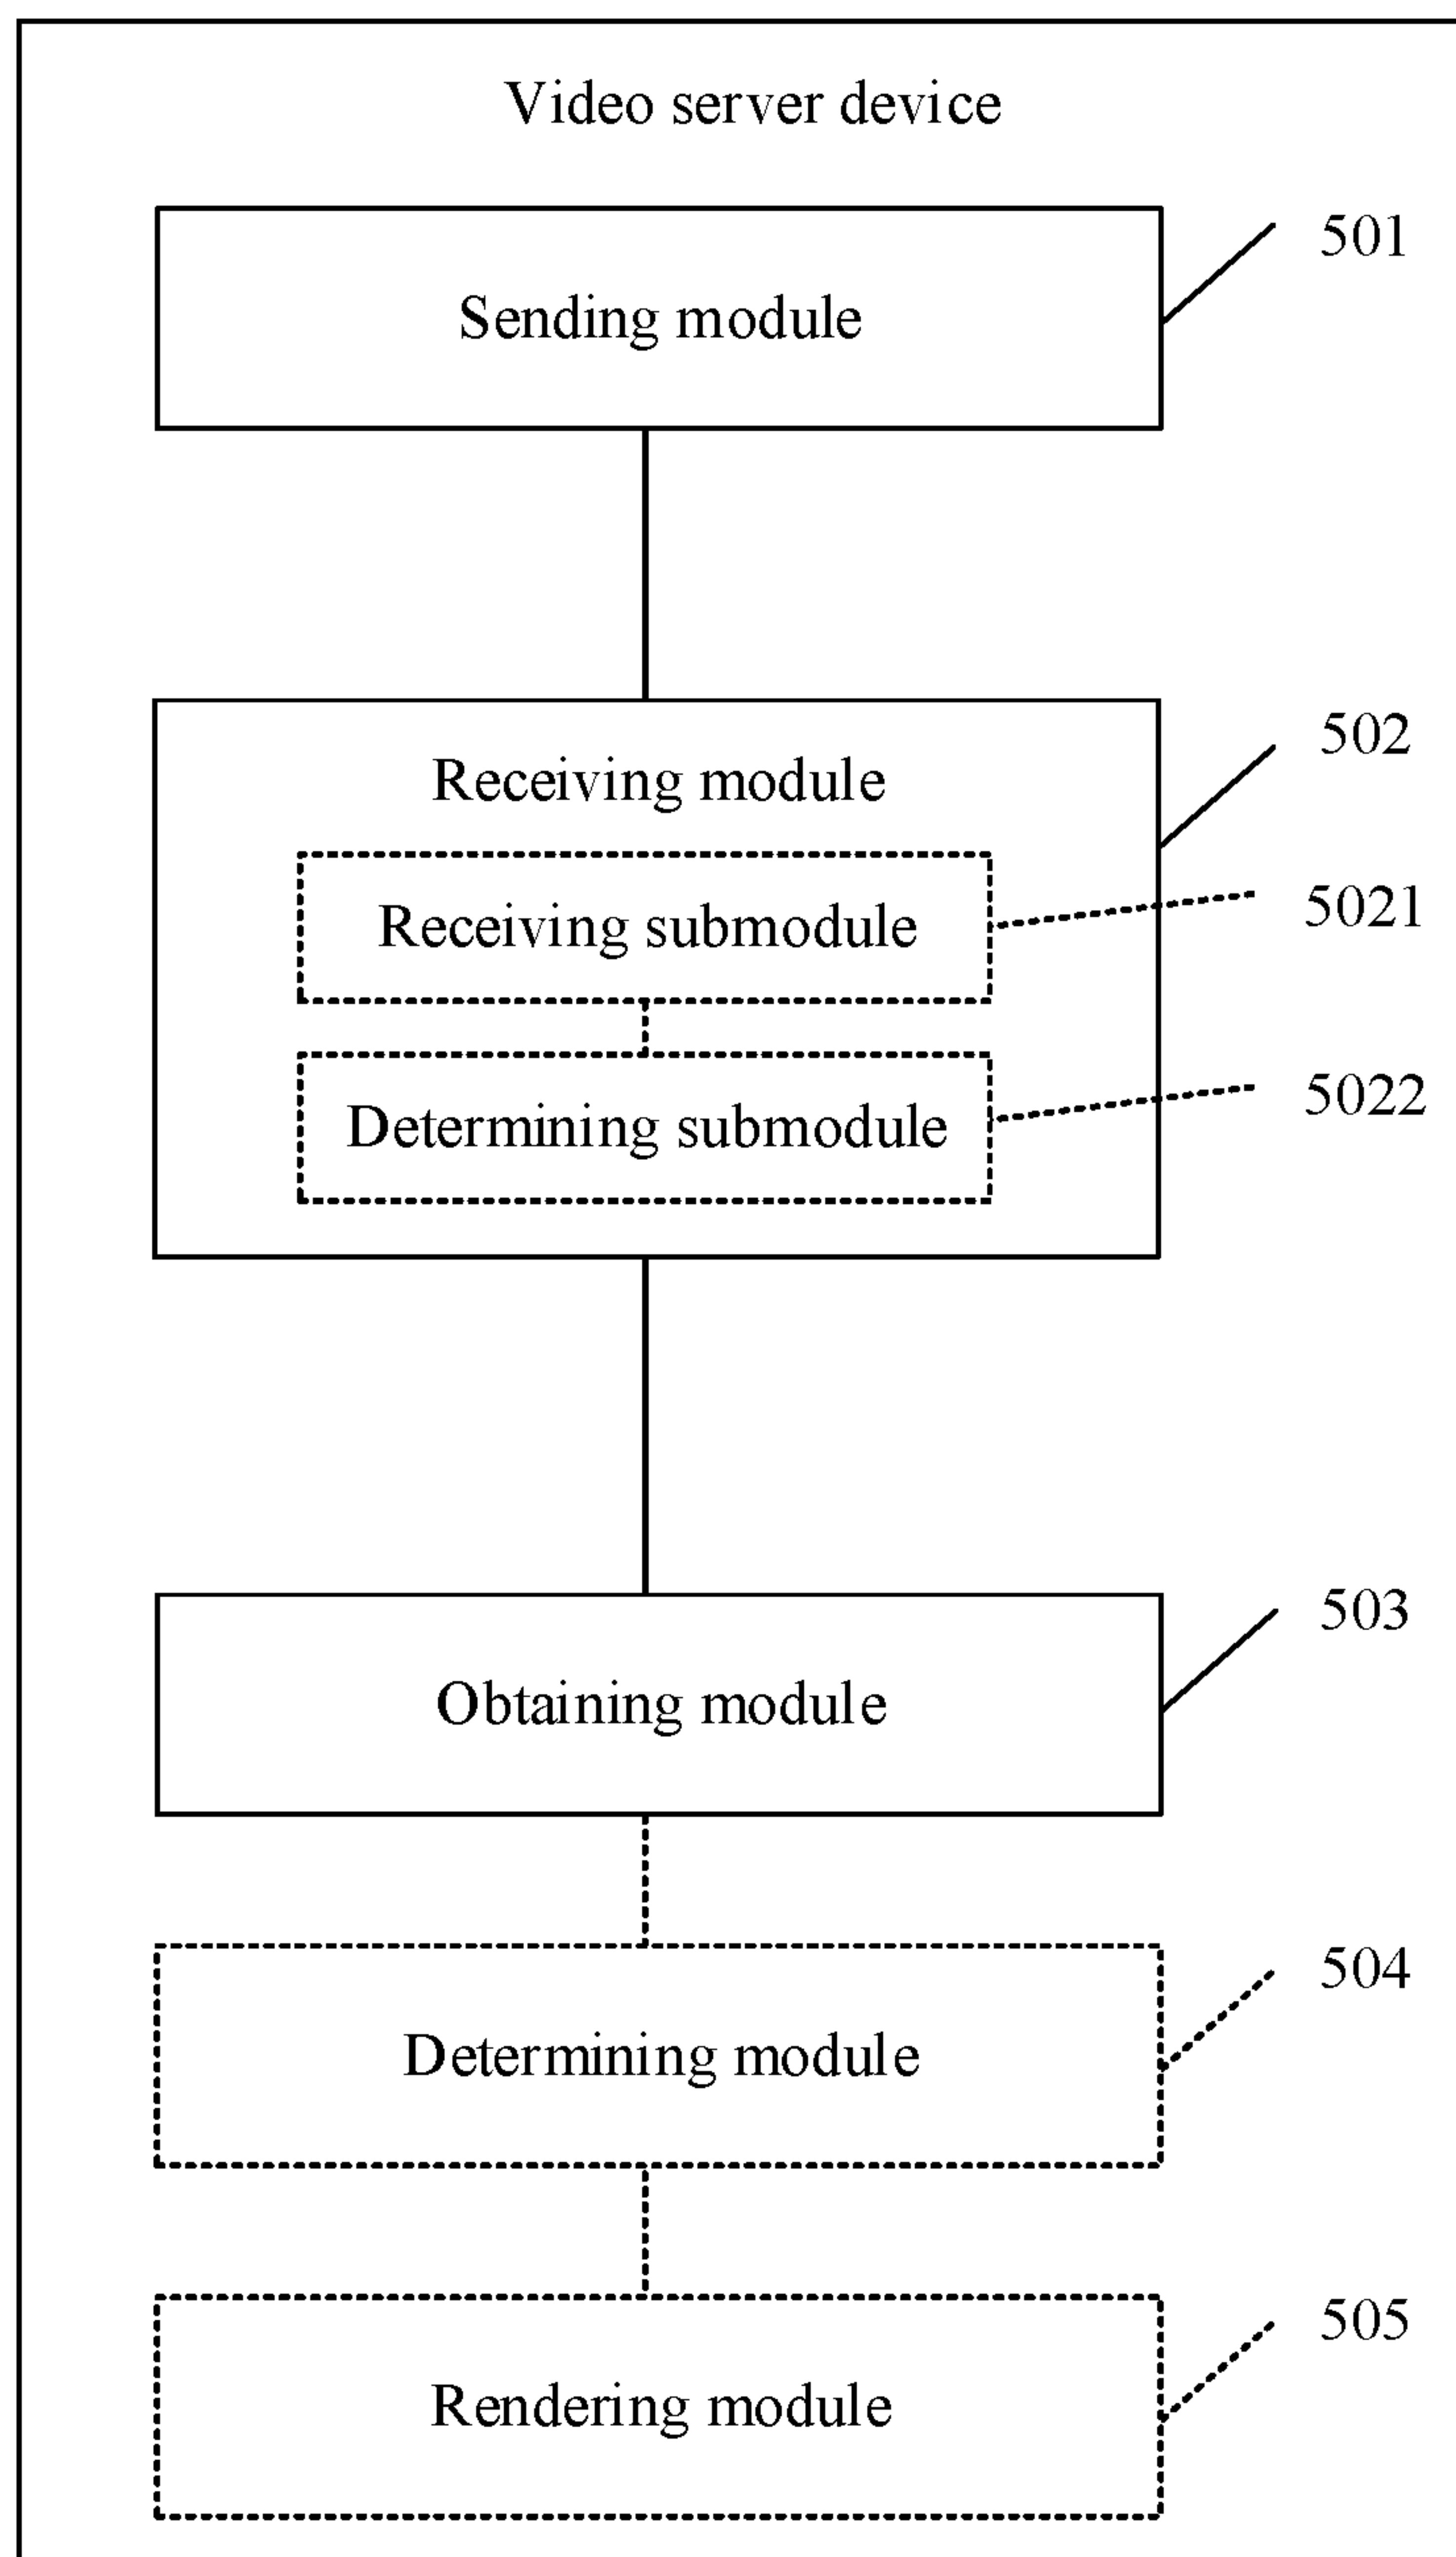 Video server device
Sending module
501
Receiving module
502
Receiving submodule
5021
Determining submodule
5022
Obtaining module
503
Determining module
504
Rendering module
505